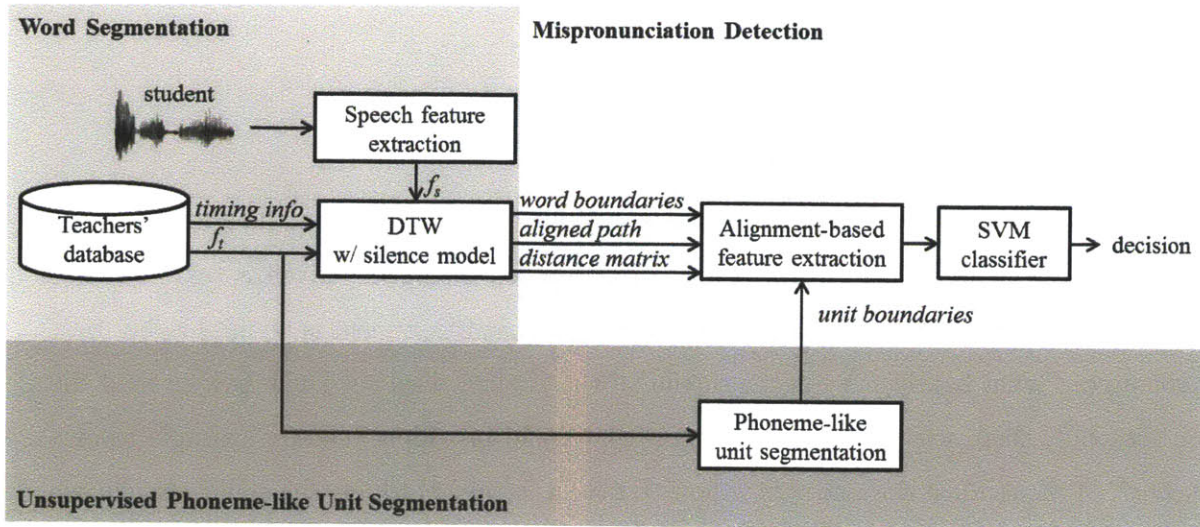 Word Segmentation
Mispronunciation Detection
student
Speech feature
extraction
fs
Teachers'
database
timing info
ft
DTW
w/ silence model
word boundaries
aligned path
distance matrix
Alignment-based
feature extraction
SVM
classifier
decision
unit boundaries
Phoneme-like
unit segmentation
Unsupervised Phoneme-like Unit Segmentation